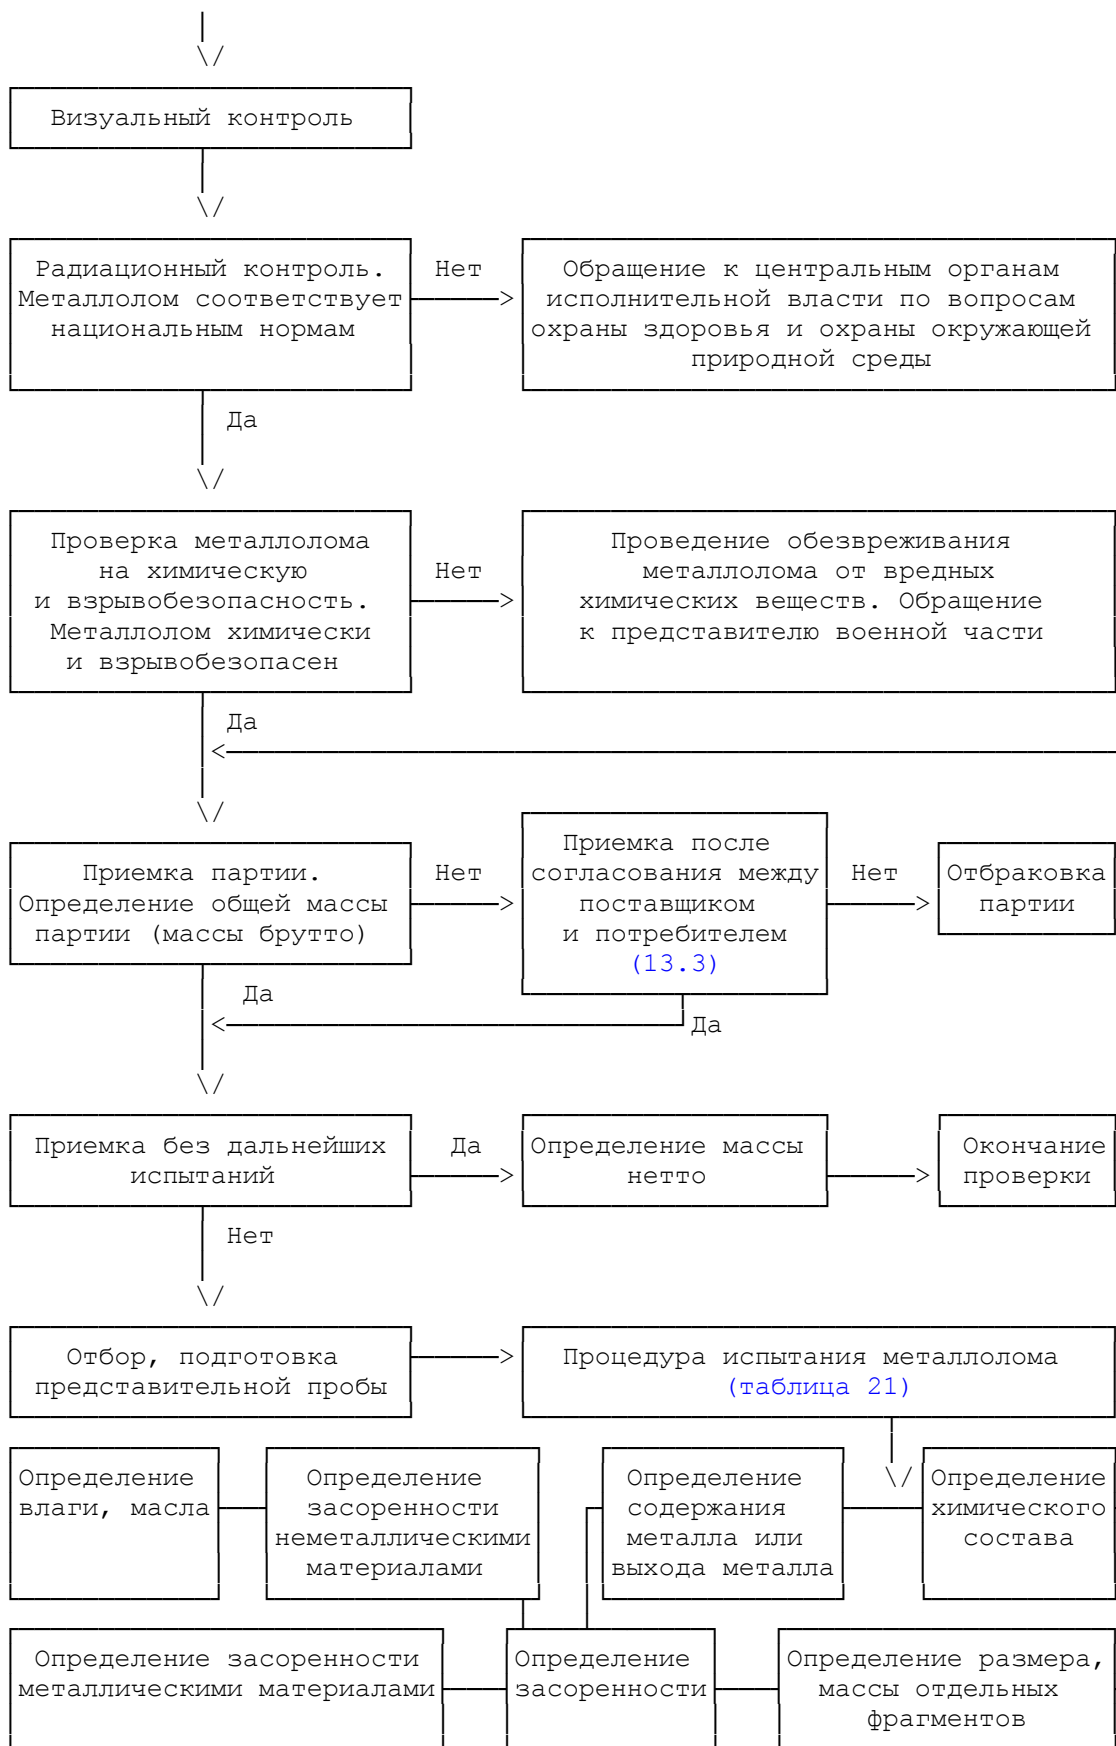 Визуальный контроль
Радиационный контроль.
Металлолом соответствует
национальным нормам
Нет
Обращение к центральным органам
исполнительной власти по вопросам
охраны здоровья и охраны окружающей
природной среды
Да
Проверка металлолома
на химическую
и взрывобезопасность.
Металлолом химически
и взрывобезопасен
Нет
Проведение обезвреживания
металлолома от вредных
химических веществ. Обращение
к представителю военной части
Да
Приемка партии.
Определение общей массы
партии (массы брутто)
Нет
Приемка после
согласования между
поставщиком
и потребителем
(13.3)
Нет
Отбраковка
партии
Да
Да
Приемка без дальнейших
испытаний
Да
Определение массы
нетто
Окончание
проверки
Нет
Отбор, подготовка
представительной пробы
Процедура испытания металлолома
(таблица 21)
Определение
влаги, масла
Определение
засоренности
неметаллическими
материалами
Определение
содержания
металла или
выхода металла
Определение
химического
состава
Определение засоренности
металлическими материалами
Определение
засоренности
Определение размера,
массы отдельных
фрагментов